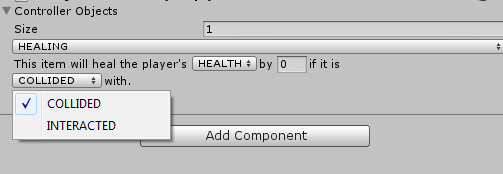 Controller Objects
Size 1
HEALING
This item will heal the player's HEALTH by 0 if it is
COLLIDED with.
COLLIDED
INTERACTED
Add Component